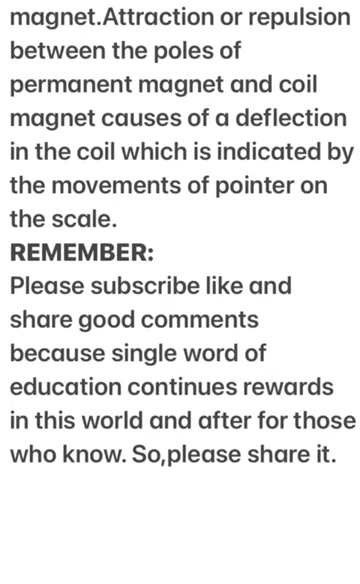 magnet.Attraction or repulsion
between the poles of
permanent magnet and coil
magnet causes of a deflection
in the coil which is indicated by
the movements of pointer on
the scale.
REMEMBER:
Please subscribe like and
share good comments
because single word of
education continues rewards
in this world and after for those
who know. So,please share it.